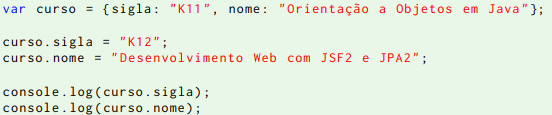 var curso = {sigla: "K11", nome: "Orientação a Objetos em Java"};
curso.sigla = "K12";
curso.nome = "Desenvolvimento Web com JSF2 e JPA2";
console.log(curso.sigla);
console.log(curso.nome);